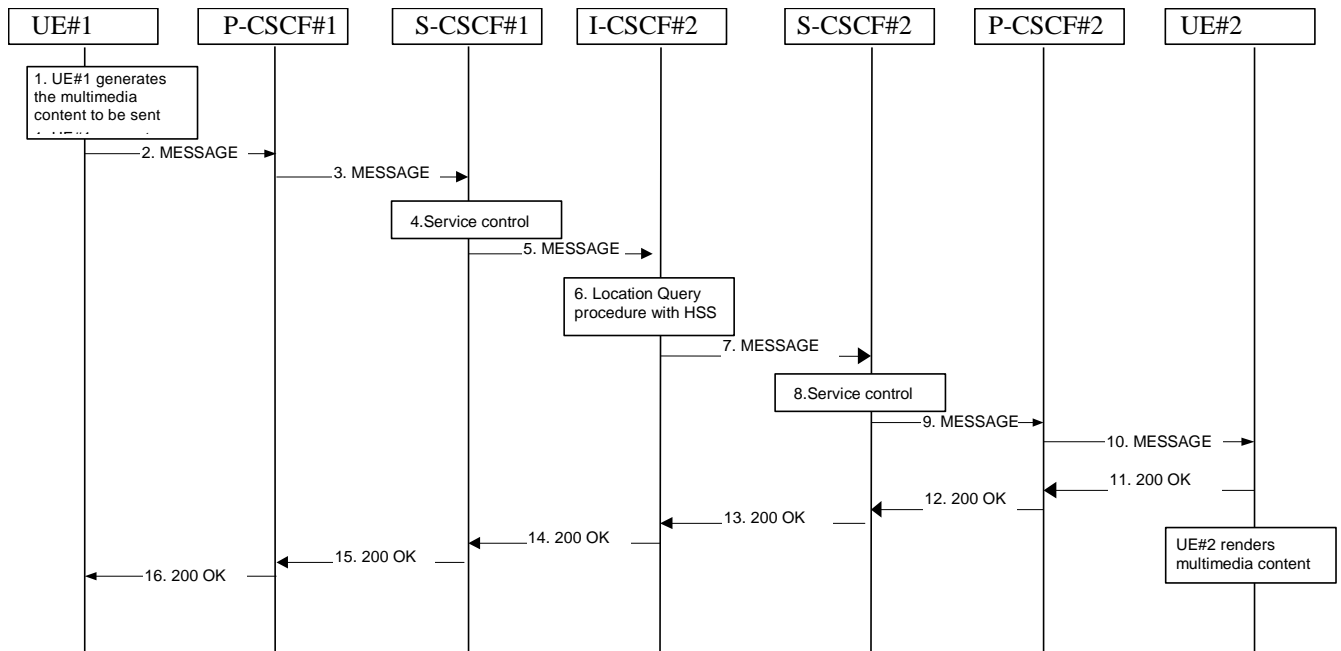 UE#1
P-CSCF#1
S-CSCF#1
I-CSCF#2
S-CSCF#2
P-CSCF#2
UE#2
1. UE#1 generates
the multimedia
content to be sent
2. MESSAGE
3. MESSAGE
4.Service control
5. MESSAGE
6. Location Query
procedure with HSS
7. MESSAGE
8.Service control
9. MESSAGE
10. MESSAGE
11. 200 OK
12. 200 OK
13. 200 OK
14. 200 OK
15. 200 OK
16. 200 OK
UE#2 renders
multimedia content